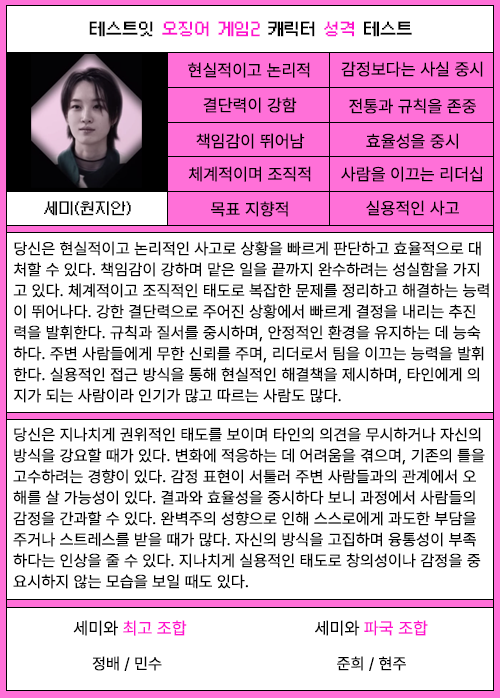 테스트잇 오징어 게임2 캐릭터 성격 테스트
현실적이고 논리적 감정보다는 사실 중시
결단력이 강함 전통과 규칙을 존중
책임감이 뛰어남 효율성을 중시
체계적이며 조직적 사람을 이끄는 리더십
세미(원지안) 목표 지향적 실용적인 사고
당신은 현실적이고 논리적인 사고로 상황을 빠르게 판단하고 효율적으로 대
처할 수 있다. 책임감이 강하며 맡은 일을 끝까지 완수하려는 성실함을 가지
고 있다. 체계적이고 조직적인 태도로 복잡한 문제를 정리하고 해결하는 능력
이 뛰어나다. 강한 결단력으로 주어진 상황에서 빠르게 결정을 내리는 추진
력을 발휘한다. 규칙과 질서를 중시하며, 안정적인 환경을 유지하는 데 능숙
하다. 주변 사람들에게 무한 신뢰를 주며, 리더로서 팀을 이끄는 능력을 발휘
한다. 실용적인 접근 방식을 통해 현실적인 해결책을 제시하며, 타인에게 의
지가 되는 사람이라 인기가 많고 따르는 사람도 많다.
당신은 지나치게 권위적인 태도를 보이며 타인의 의견을 무시하거나 자신의
방식을 강요할 때가 있다. 변화에 적응하는 데 어려움을 겪으며, 기존의 틀을
고수하려는 경향이 있다. 감정 표현이 서툴러 주변 사람들과의 관계에서 오
해를 살 가능성이 있다. 결과와 효율성을 중시하다 보니 과정에서 사람들의
감정을 간과할 수 있다. 완벽주의 성향으로 인해 스스로에게 과도한 부담을
주거나 스트레스를 받을 때가 많다. 자신의 방식을 고집하며 융통성이 부족
하다는 인상을 줄 수 있다. 지나치게 실용적인 태도로 창의성이나 감정을 중
요시하지 않는 모습을 보일 때도 있다.
세미와 최고 조합 세미와 파국 조합
정배 / 민수 준희 / 현주